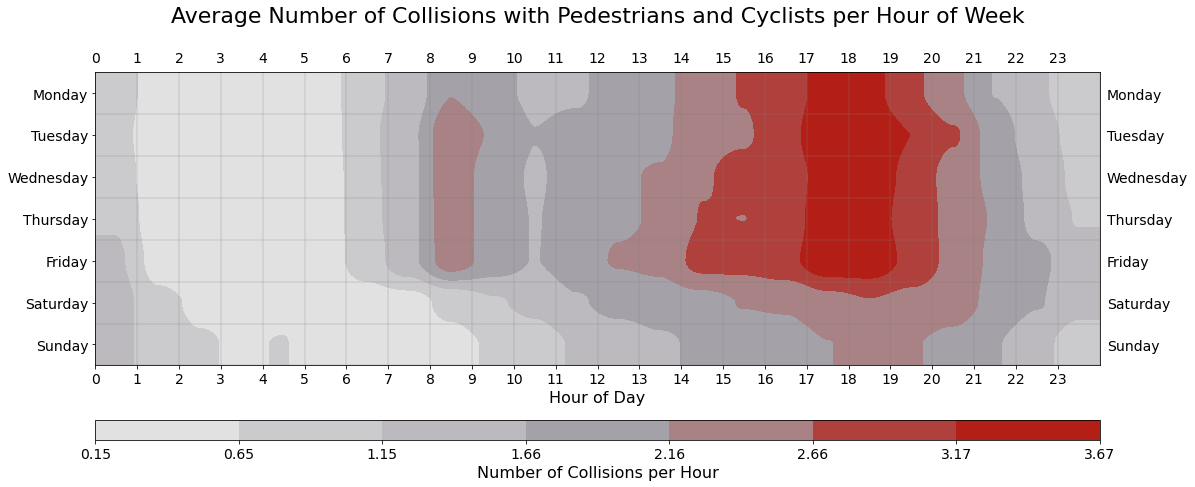 Average Number of Collisions with Pedestrians and Cyclists per Hour of Week
0 1 2 3 4 5 6 7 8 9 10 11 12 13 14 15 16 17 18 19 20 21 22 23
Monday Monday
Tuesday Tuesday
Wednesday Wednesday
Thursday Thursday
Friday Friday
Saturday Saturday
Sunday Sunday
0 1 2 3 4 5 6 7 8 9 10 11 12 13 14 15 16 17 18 19 20 21 22 23
Hour of Day
0.15 0.65 1.15 1.66 2.16 2.66 3.17 3.67
Number of Collisions per Hour